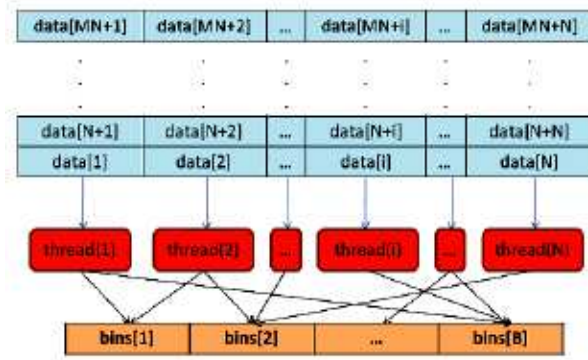 data[MN+1] data[MN+2] ... data[MN+i] ... data[MN+N]
data[N+1] data[N+2] ... data[N+i] ... data[N+N]
data[1] data[2] ... data[i] ... data[N]
thread(1) thread(2) ... thread(i) ... thread(N)
bins[1] bins[2] ... bins[B]